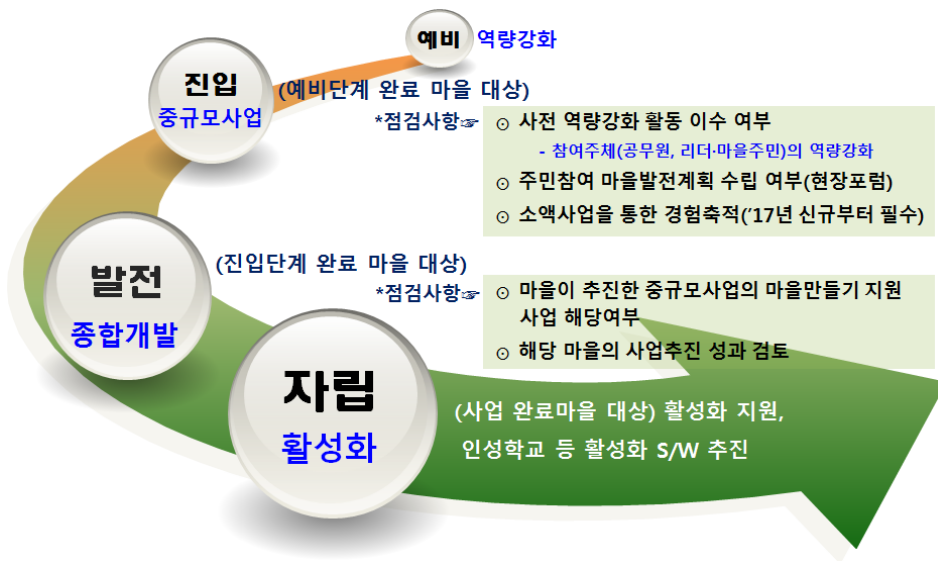 예비 역량강화
진입
중규모사업
(예비단계 완료 마을 대상)
*점검사항☞
⊙ 사전 역량강화 활동 이수 여부
- 참여주체(공무원, 리더·마을주민)의 역량강화
⊙ 주민참여 마을발전계획 수립 여부(현장포럼)
⊙ 소액사업을 통한 경험축적('17년 신규부터 필수)
발전
종합개발
(진입단계 완료 마을 대상)
*점검사항☞
⊙ 마을이 추진한 중규모사업의 마을만들기 지원
사업 해당여부
⊙ 해당 마을의 사업추진 성과 검토
자립
활성화
(사업 완료마을 대상) 활성화 지원,
인성학교 등 활성화 S/W 추진